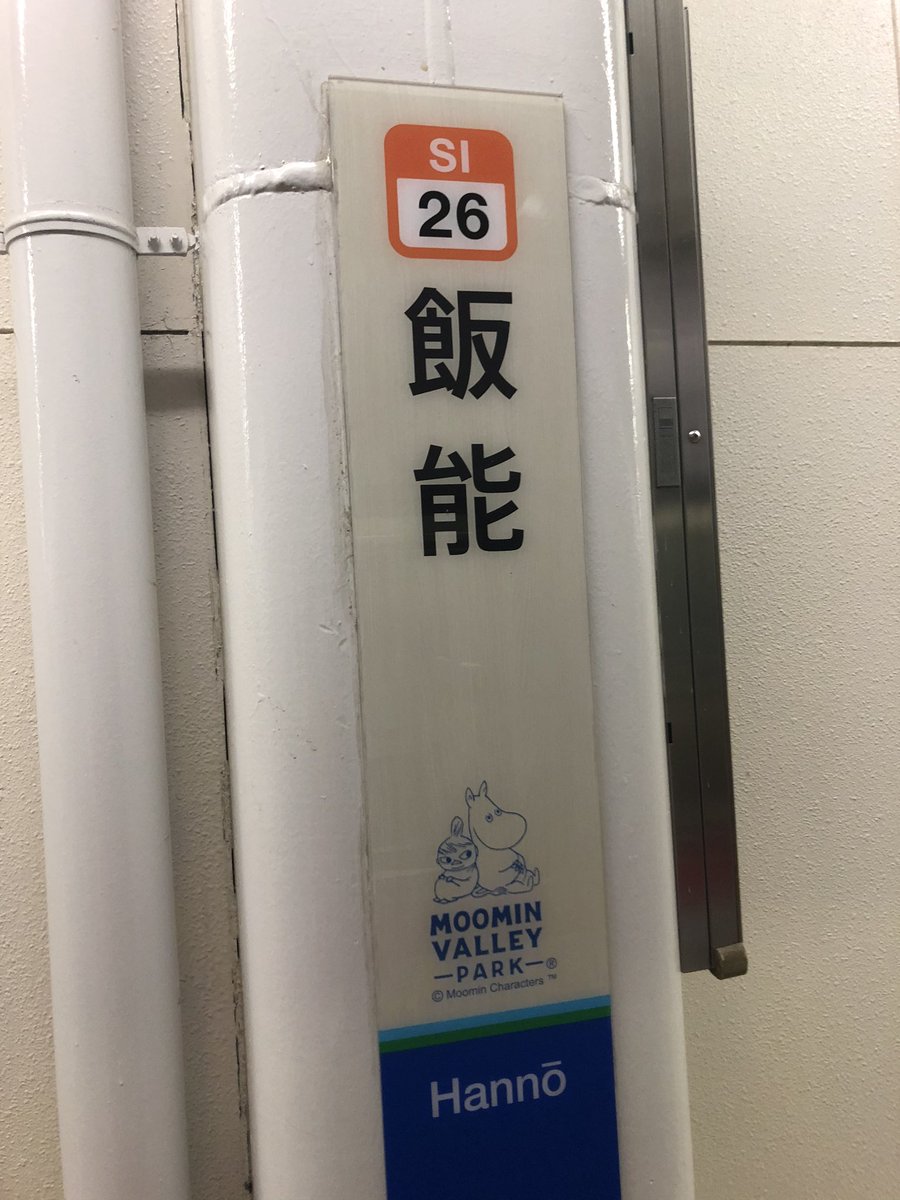 SI
26
飯
能
MOOMIN
VALLEY
PARK®
© Moomin Characters ™
Hannō